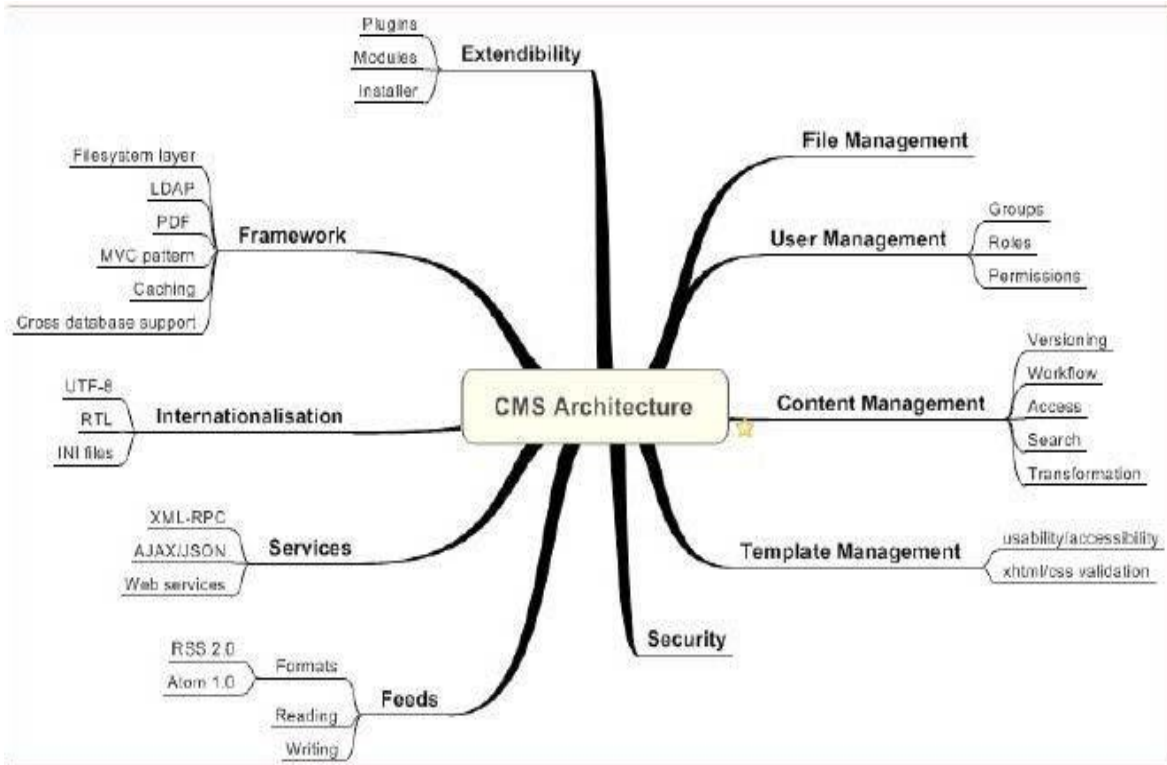 Plugins
Modules
Installer
Extendibility
File Management
Filesystem layer
LDAP
PDF
MVC pattern
Caching
Cross database support
Framework
User Management
Groups
Roles
Permissions
UTF-8
RTL
INI files
Internationalisation
CMS Architecture
Content Management
Versioning
Workflow
Access
Search
Transformation
XML-RPC
AJAX/JSON
Web services
Services
Template Management
usability/accessibility
xhtml/css validation
Security
RSS 2.0
Atom 1.0
Formats
Reading
Writing
Feeds